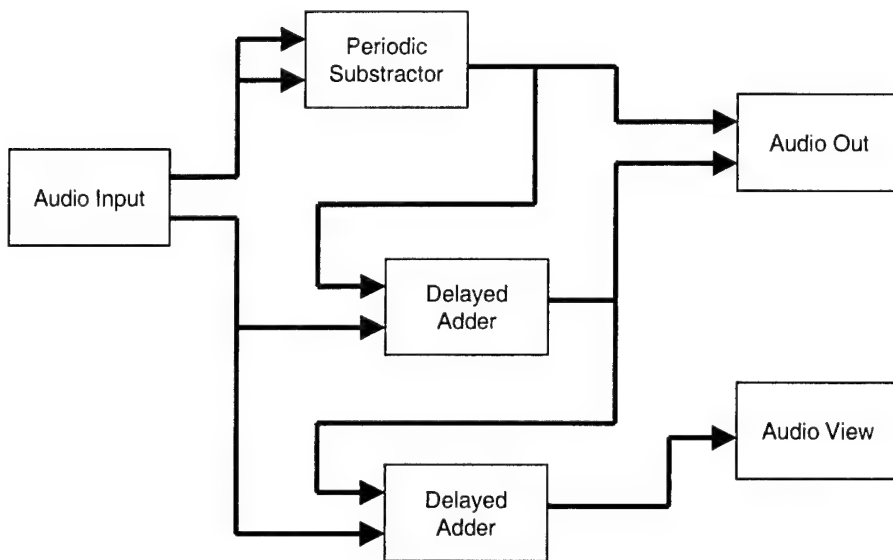 Periodic
Substractor
Audio Out
Audio Input
Delayed
Adder
Audio View
Delayed
Adder